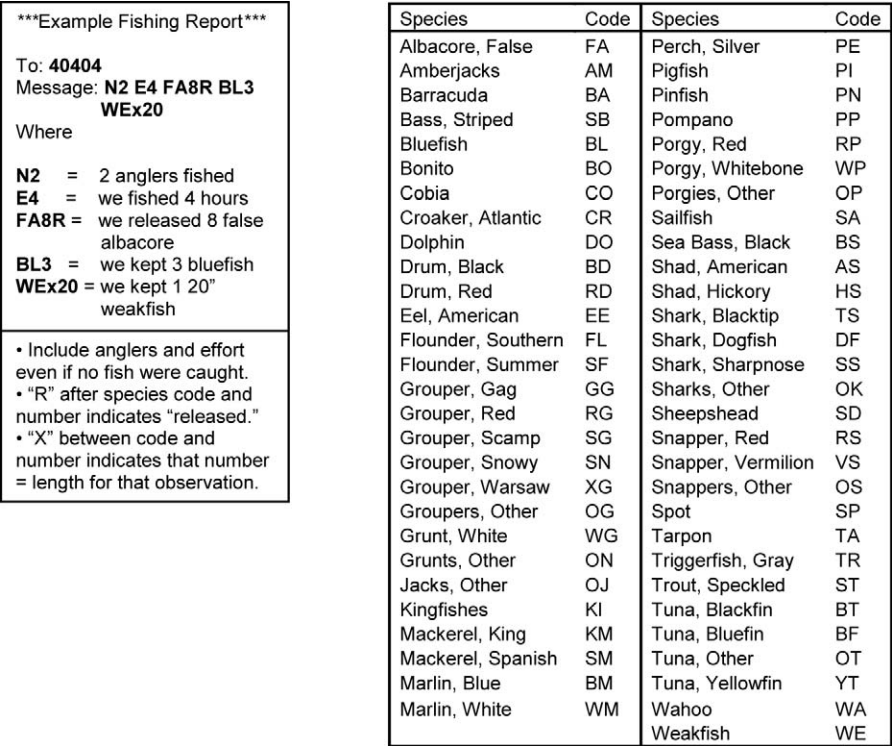 ***Example Fishing Report***
To: 40404
Message: N2 E4 FA8R BL3
WEx20
Where
N2 = 2 anglers fished
E4 = we fished 4 hours
FA8R = we released 8 false
albacore
BL3 = we kept 3 bluefish
WEx20 = we kept 1 20”
weakfish
• Include anglers and effort
even if no fish were caught.
• “R” after species code and
number indicates “released.”
• “X” between code and
number indicates that number
= length for that observation.
Species Code Species Code
Albacore, False FA Perch, Silver PE
Amberjacks AM Pigfish PI
Barracuda BA Pinfish PN
Bass, Striped SB Pompano PP
Bluefish BL Porgy, Red RP
Bonito BO Porgy, Whitebone WP
Cobia CO Porgies, Other OP
Croaker, Atlantic CR Sailfish SA
Dolphin DO Sea Bass, Black BS
Drum, Black BD Shad, American AS
Drum, Red RD Shad, Hickory HS
Eel, American EE Shark, Blacktip TS
Flounder, Southern FL Shark, Dogfish DF
Flounder, Summer SF Shark, Sharpnose SS
Grouper, Gag GG Sharks, Other OK
Grouper, Red RG Sheepshead SD
Grouper, Scamp SG Snapper, Red RS
Grouper, Snowy SN Snapper, Vermilion VS
Grouper, Warsaw XG Snappers, Other OS
Groupers, Other OG Spot SP
Grunt, White WG Tarpon TA
Grunts, Other ON Triggerfish, Gray TR
Jacks, Other OJ Trout, Speckled ST
Kingfishes KI Tuna, Blackfin BT
Mackerel, King KM Tuna, Bluefin BF
Mackerel, Spanish SM Tuna, Other OT
Marlin, Blue BM Tuna, Yellowfin YT
Marlin, White WM Wahoo WA
Weakfish WE